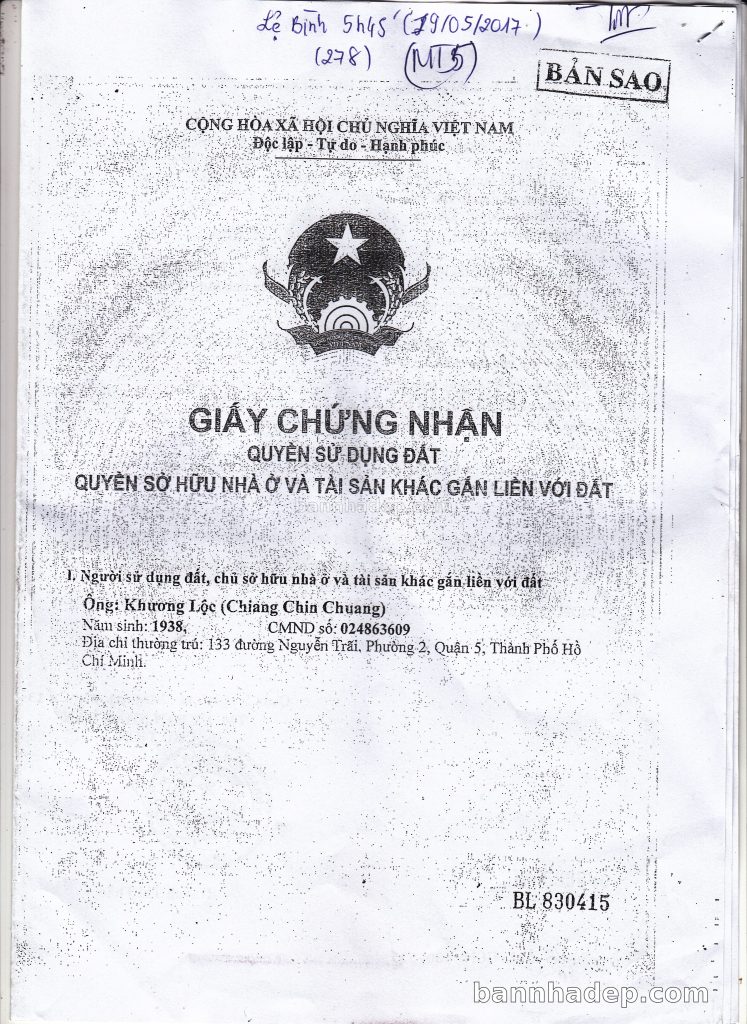 Lệ Bình 5h45' (29/05/2017)
(278) (MT5)
BẢN SAO
CỘNG HÒA XÃ HỘI CHỦ NGHĨA VIỆT NAM
Độc lập - Tự do - Hạnh phúc
GIẤY CHỨNG NHẬN
QUYỀN SỬ DỤNG ĐẤT
QUYỀN SỞ HỮU NHÀ Ở VÀ TÀI SẢN KHÁC GẮN LIỀN VỚI ĐẤT
I. Người sử dụng đất, chủ sở hữu nhà ở và tài sản khác gắn liền với đất
Ông: Khương Lộc (Chiang Chin Chuang)
Năm sinh: 1938, CMND số: 024863609
Địa chỉ thường trú: 133 đường Nguyễn Trãi, Phường 2, Quận 5, Thành Phố Hồ
Chí Minh.
BL 830415
bannhadep.com